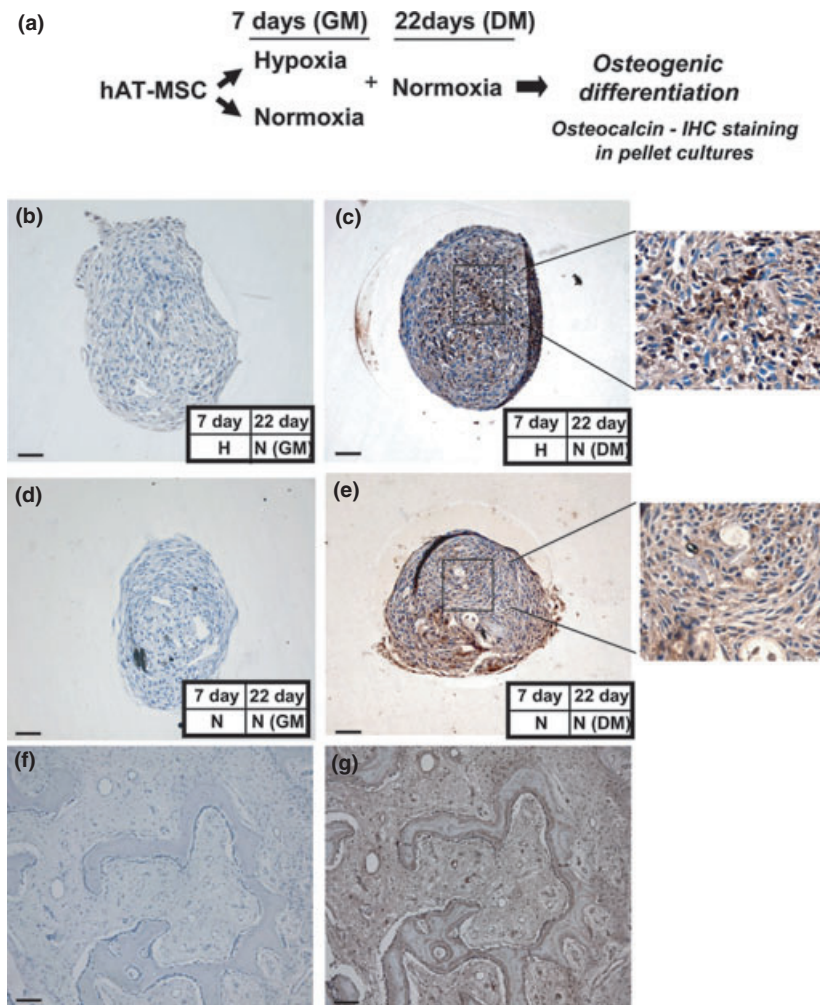 (a)
7 days (GM) 22days (DM)
Hypoxia
hAT-MSC + Normoxia
Normoxia
Osteogenic
differentiation
Osteocalcin - IHC staining
in pellet cultures
(b)
7 day 22 day
H N (GM)
(c)
7 day 22 day
H N (DM)
(d)
7 day 22 day
N N (GM
(e)
7 day 22 day
N N (DM)
(f)
(g)